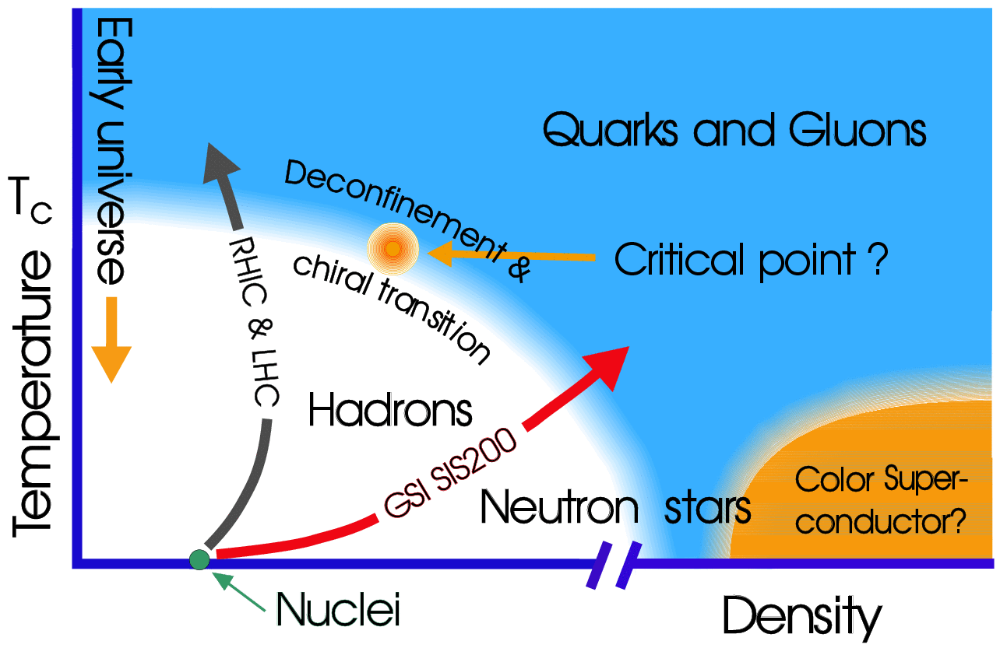 Early universe
Quarks and Gluons
Deconfinement &
chiral transition
Tc
Critical point ?
RHIC & LHC
Temperature
Hadrons
GSI SIS200
Color Super-
conductor?
Neutron stars
Nuclei
Density